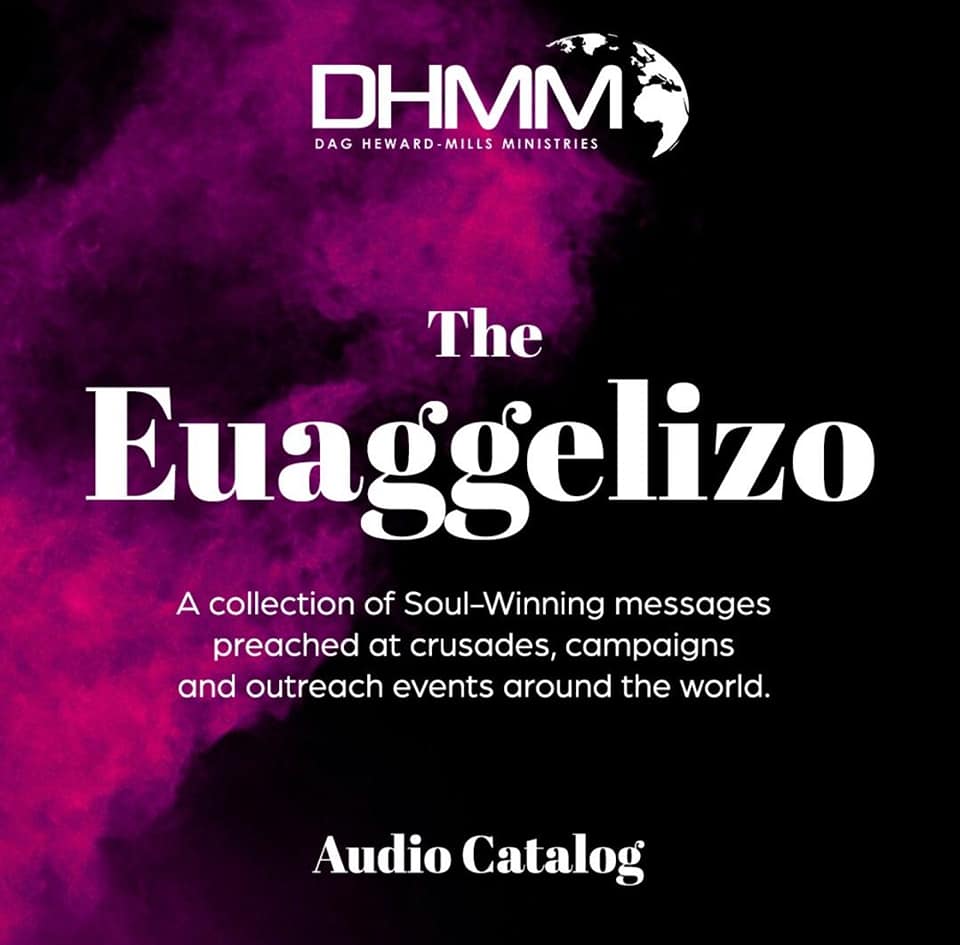 DHMM
DAG HEWARD-MILLS MINISTRIES
The
Euaggelizo
A collection of Soul-Winning messages
preached at crusades, campaigns
and outreach events around the world.
Audio Catalog